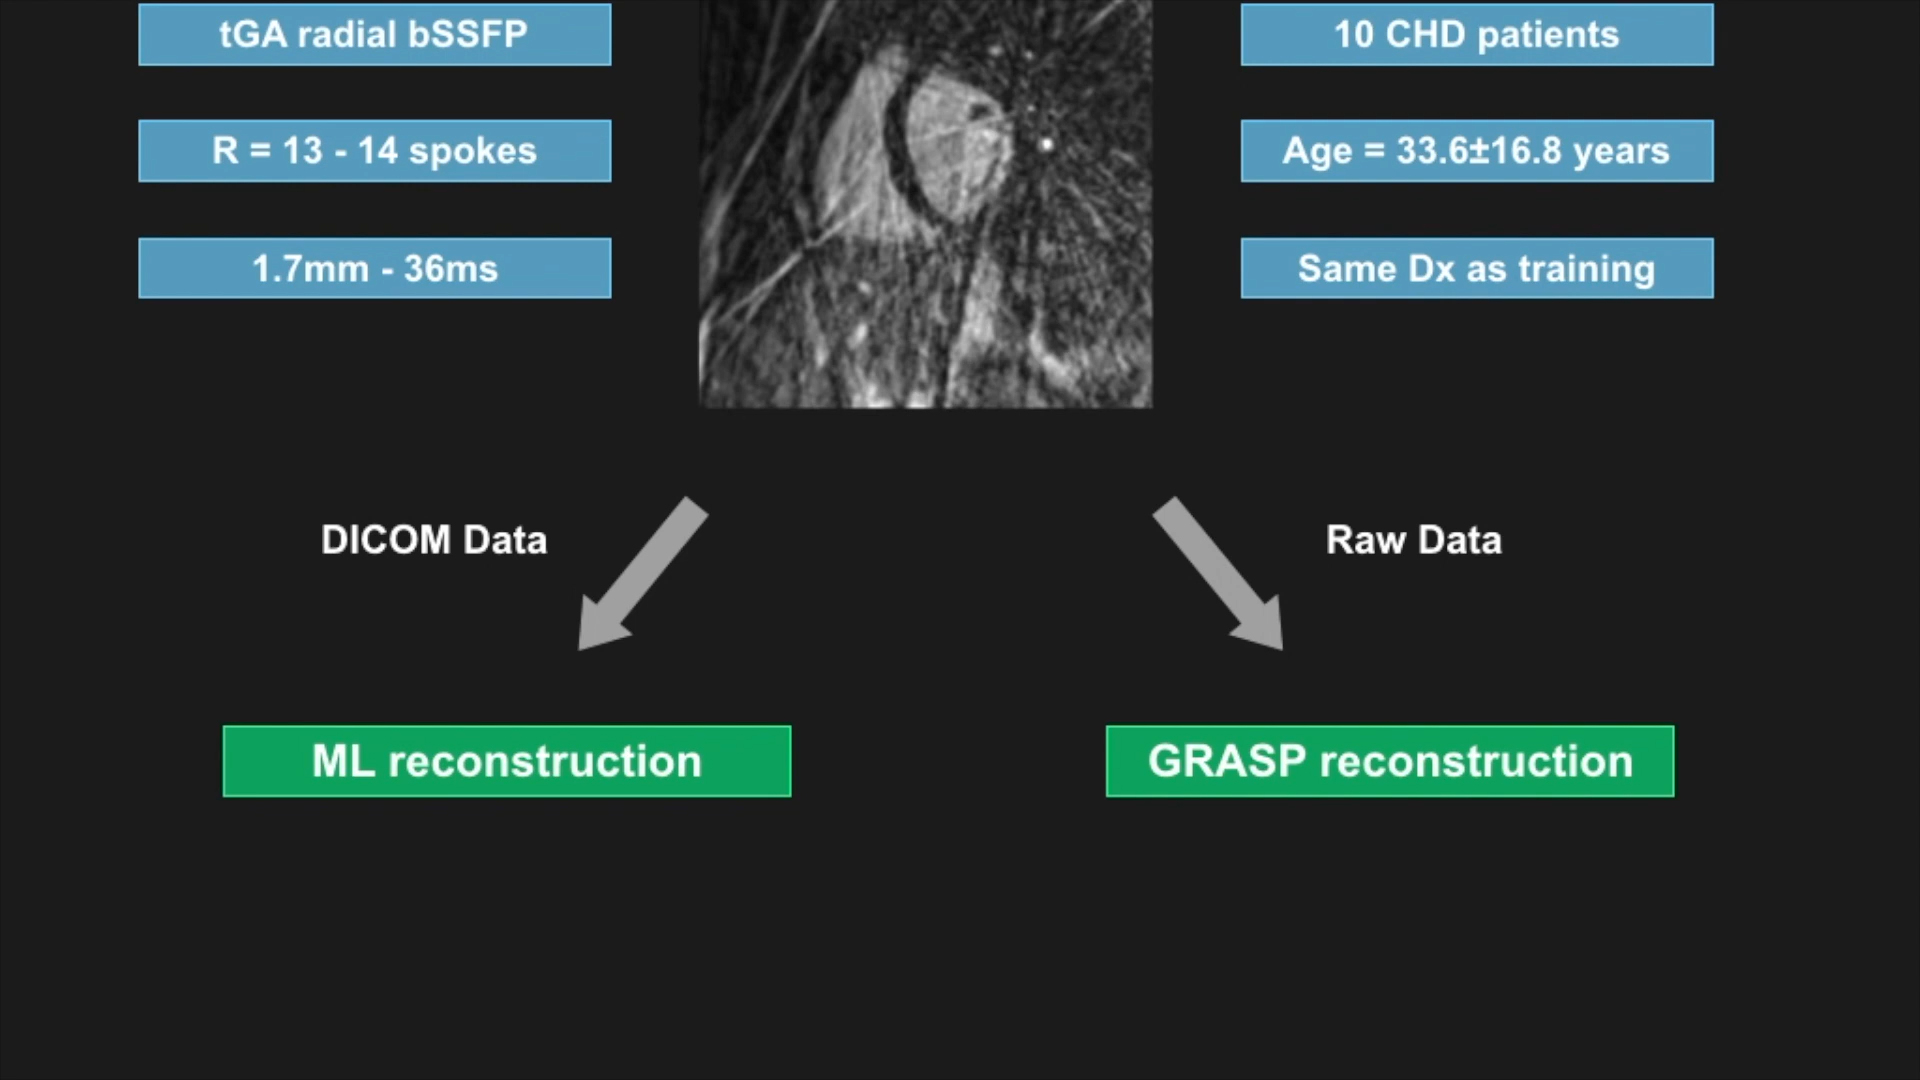 tGA radial bSSFP
10 CHD patients
R = 13 - 14 spokes
Age = 33.6±16.8 years
1.7mm - 36ms
Same Dx as training
DICOM Data
Raw Data
ML reconstruction
GRASP reconstruction